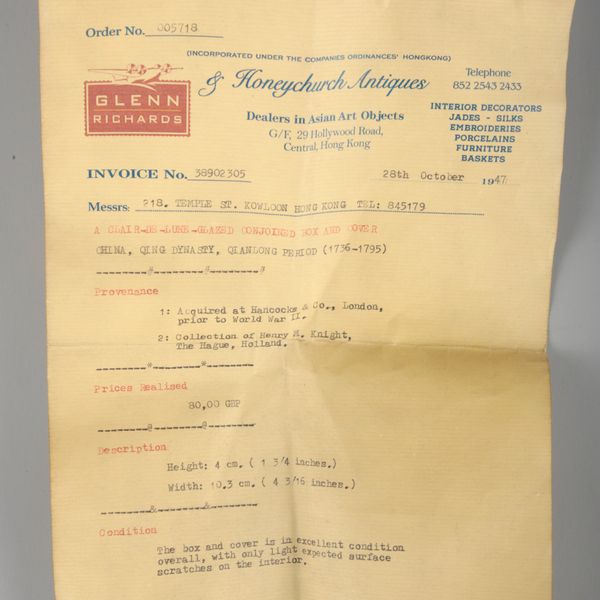 Order No. 005718
(INCORPORATED UNDER THE COMPANIES ORDINANCES' HONGKONG)
GLENN
RICHARDS
& Honeychurch Antiques
Telephone
852 2543 2433
Dealers in Asian Art Objects
G/F, 29 Hollywood Road,
Central, Hong Kong
INTERIOR DECORATORS
JADES - SILKS
EMBROIDERIES
PORCELAINS
FURNITURE
BASKETS
INVOICE No. 38902305
28th October 1947
Messrs: 218. TEMPLE ST. KOWLOON HONG KONG TEL: 845179
A CLAIR-DE-LUNE-GLAZED CONJOINED BOX AND COVER
CHINA, QING DYNASTY, QIANLONG PERIOD (1736-1795)
--------@--------@--------@
Provenance
1: Acquired at Hancocks & Co., London,
prior to World War II.
2: Collection of Henry M. Knight,
The Hague, Holland.
--------*--------*--------
Prices Realised
80,00 GBP
--------@--------@--------
Description
Height: 4 cm. ( 1 3/4 inches.)
Width: 10.3 cm. ( 4 3/16 inches.)
--------&--------&--------
Condition
The box and cover is in excellent condition
overall, with only light expected surface
scratches on the interior.